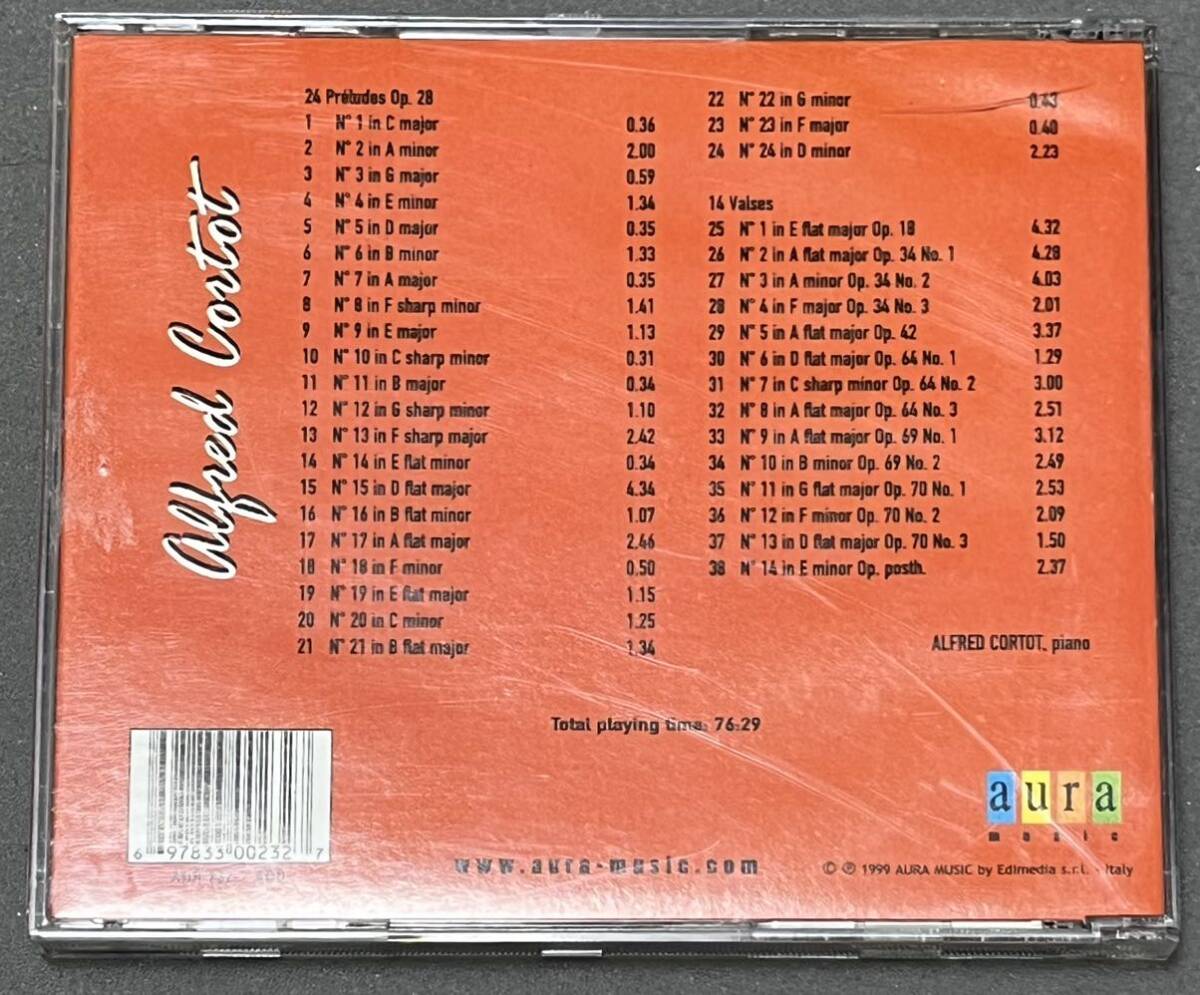 Alfred Cortot
24 Préludes Op. 28
1 N° 1 in C major 0.36
2 N° 2 in A minor 2.00
3 N° 3 in G major 0.59
4 N° 4 in E minor 1.34
5 N° 5 in D major 0.35
6 N° 6 in B minor 1.33
7 N° 7 in A major 0.35
8 N° 8 in F sharp minor 1.41
9 N° 9 in E major 1.13
10 N° 10 in C sharp minor 0.31
11 N° 11 in B major 0.34
12 N° 12 in G sharp minor 1.10
13 N° 13 in F sharp major 2.42
14 N° 14 in E flat minor 0.34
15 N° 15 in D flat major 4.34
16 N° 16 in B flat minor 1.07
17 N° 17 in A flat major 2.46
18 N° 18 in F minor 0.50
19 N° 19 in E flat major 1.15
20 N° 20 in C minor 1.25
21 N° 21 in B flat major 1.34
22 N° 22 in G minor 0.43
23 N° 23 in F major 0.40
24 N° 24 in D minor 2.23
14 Valses
25 N° 1 in E flat major Op. 18 4.32
26 N° 2 in A flat major Op. 34 No. 1 4.28
27 N° 3 in A minor Op. 34 No. 2 4.03
28 N° 4 in F major Op. 34 No. 3 2.01
29 N° 5 in A flat major Op. 42 3.37
30 N° 6 in D flat major Op. 64 No. 1 1.29
31 N° 7 in C sharp minor Op. 64 No. 2 3.00
32 N° 8 in A flat major Op. 64 No. 3 2.51
33 N° 9 in A flat major Op. 69 No. 1 3.12
34 N° 10 in B minor Op. 69 No. 2 2.49
35 N° 11 in G flat major Op. 70 No. 1 2.53
36 N° 12 in F minor Op. 70 No. 2 2.09
37 N° 13 in D flat major Op. 70 No. 3 1.50
38 N° 14 in E minor Op. posth. 2.37
ALFRED CORTOT, piano
Total playing time: 76:29
aura
music
6 97833 00232 7
www.aura-music.com
© ℗ 1999 AURA MUSIC by Edimedia s.r.l. - Italy